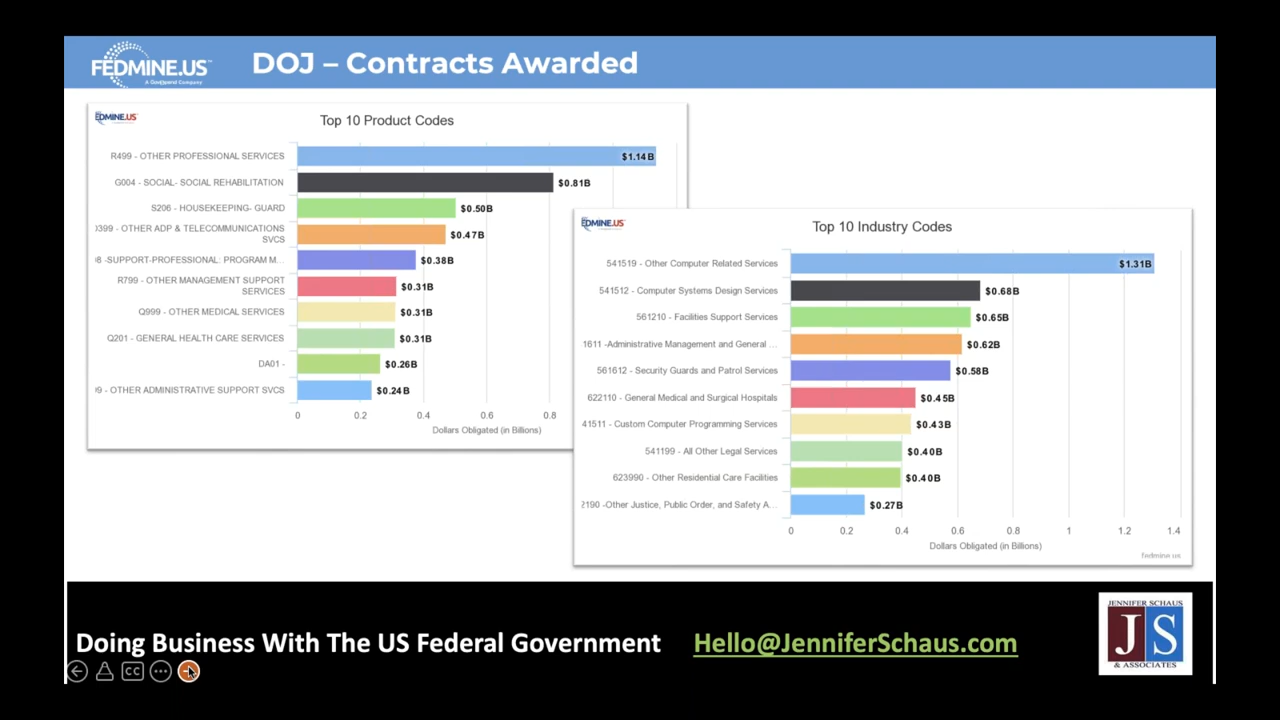 FEDMINE.US™
A GovSpend Company
DOJ – Contracts Awarded
EDMINE.US
Top 10 Product Codes
R499 - OTHER PROFESSIONAL SERVICES
$1.14B
G004 - SOCIAL- SOCIAL REHABILITATION
$0.81B
S206 - HOUSEKEEPING- GUARD
$0.50B
399 - OTHER ADP & TELECOMMUNICATIONS
SVCS
$0.47B
8 -SUPPORT-PROFESSIONAL: PROGRAM M...
$0.38B
R799 - OTHER MANAGEMENT SUPPORT
SERVICES
$0.31B
Q999 - OTHER MEDICAL SERVICES
$0.31B
Q201 - GENERAL HEALTH CARE SERVICES
$0.31B
DA01 -
$0.26B
9 - OTHER ADMINISTRATIVE SUPPORT SVCS
$0.24B
0 0.2 0.4 0.6 0.8
Dollars Obligated (in Billions)
EDMINE.US
Top 10 Industry Codes
541519 - Other Computer Related Services
$1.31B
541512 - Computer Systems Design Services
$0.68B
561210 - Facilities Support Services
$0.65B
1611 -Administrative Management and General ...
$0.62B
561612 - Security Guards and Patrol Services
$0.58B
622110 - General Medical and Surgical Hospitals
$0.45B
41511 - Custom Computer Programming Services
$0.43B
541199 - All Other Legal Services
$0.40B
623990 - Other Residential Care Facilities
$0.40B
2190 -Other Justice, Public Order, and Safety A...
$0.27B
0 0.2 0.4 0.6 0.8 1 1.2 1.4
Dollars Obligated (in Billions)
fedmine.us
Doing Business With The US Federal Government
Hello@JenniferSchaus.com
JENNIFER SCHAUS
JS
& ASSOCIATES
CC